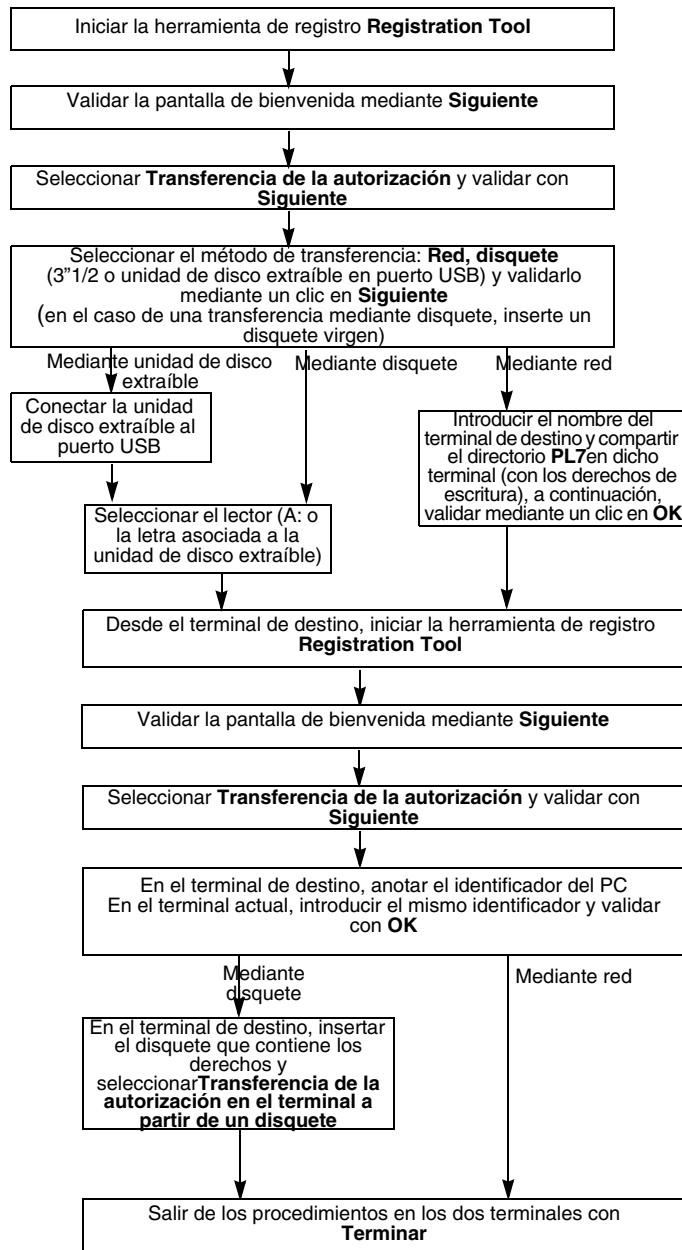 Iniciar la herramienta de registro Registration Tool
Validar la pantalla de bienvenida mediante Siguiente
Seleccionar Transferencia de la autorización y validar con
Siguiente
Seleccionar el método de transferencia: Red, disquete
(3”1/2 o unidad de disco extraíble en puerto USB) y validarlo
mediante un clic en Siguiente
(en el caso de una transferencia mediante disquete, inserte un
disquete virgen)
Mediante unidad de disco
extraíble
Mediante disquete
Mediante red
Conectar la unidad
de disco extraíble al
puerto USB
Introducir el nombre del
terminal de destino y compartir
el directorio PL7en dicho
terminal (con los derechos de
escritura), a continuación,
validar mediante un clic en OK
Seleccionar el lector (A: o
la letra asociada a la
unidad de disco extraíble)
Desde el terminal de destino, iniciar la herramienta de registro
Registration Tool
Validar la pantalla de bienvenida mediante Siguiente
Seleccionar Transferencia de la autorización y validar con
Siguiente
En el terminal de destino, anotar el identificador del PC
En el terminal actual, introducir el mismo identificador y validar
con OK
Mediante
disquete
Mediante red
En el terminal de destino, insertar
el disquete que contiene los
derechos y
seleccionarTransferencia de la
autorización en el terminal a
partir de un disquete
Salir de los procedimientos en los dos terminales con
Terminar